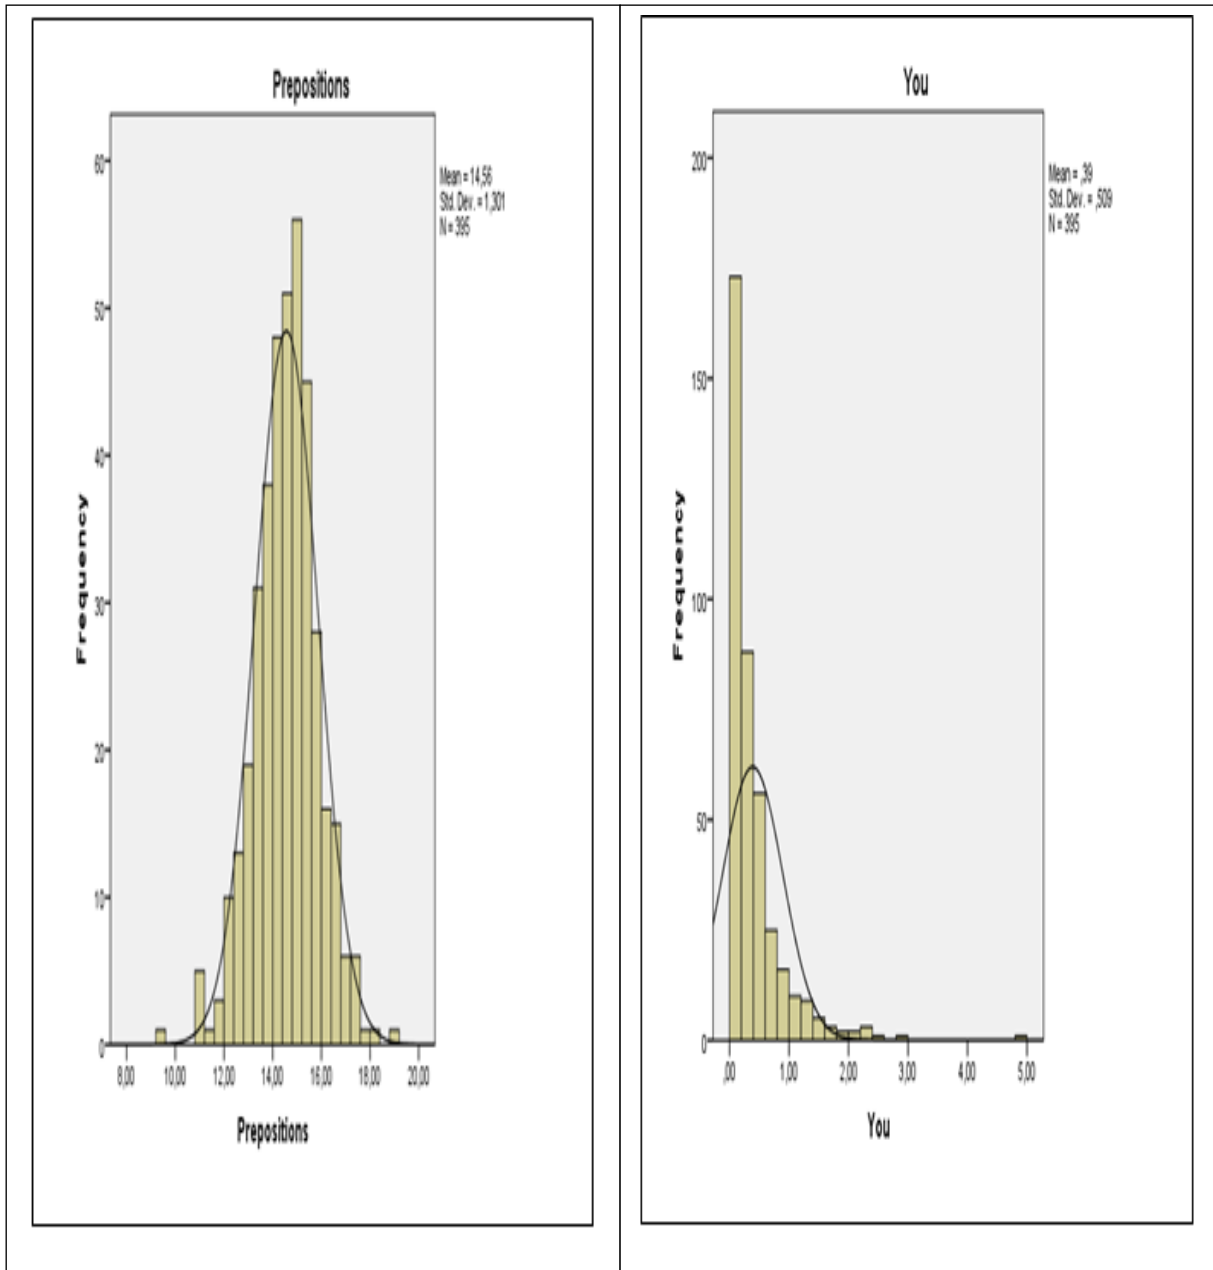 Prepositions
Mean = 14,56
Std. Dev. = 1,301
N = 395
60
50
40
30
20
10
0
Frequency
8,00 10,00 12,00 14,00 16,00 18,00 20,00
Prepositions
You
Mean = ,39
Std. Dev. = ,509
N = 395
200
150
100
50
0
Frequency
,00 1,00 2,00 3,00 4,00 5,00
You